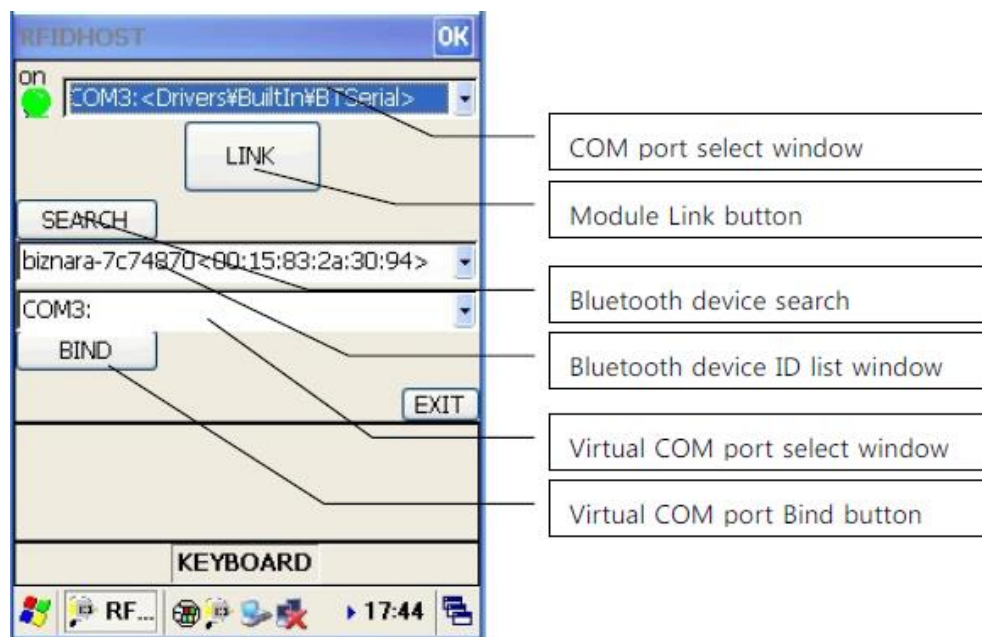 RFIDHOST OK
on
COM3:<Drivers¥BuiltIn¥BTSerial>
COM port select window
LINK
Module Link button
SEARCH
biznara-7c74870<00:15:83:2a:30:94>
Bluetooth device search
COM3:
BIND
Bluetooth device ID list window
EXIT
Virtual COM port select window
Virtual COM port Bind button
KEYBOARD
RF... 17:44